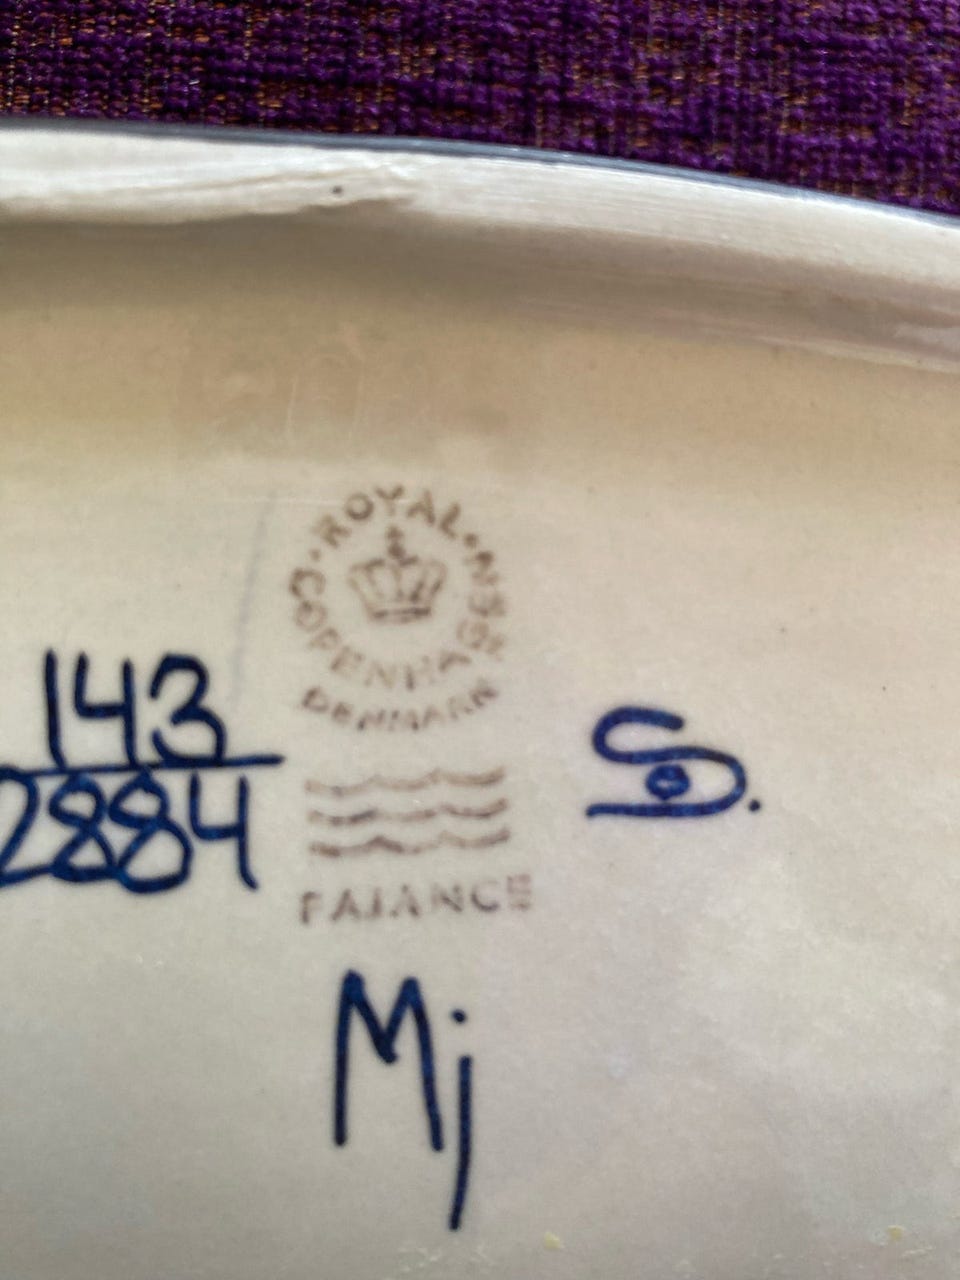 ROYAL
COPENHAGEN
DENMARK
143
2884
S.
FAJANCE
Mj